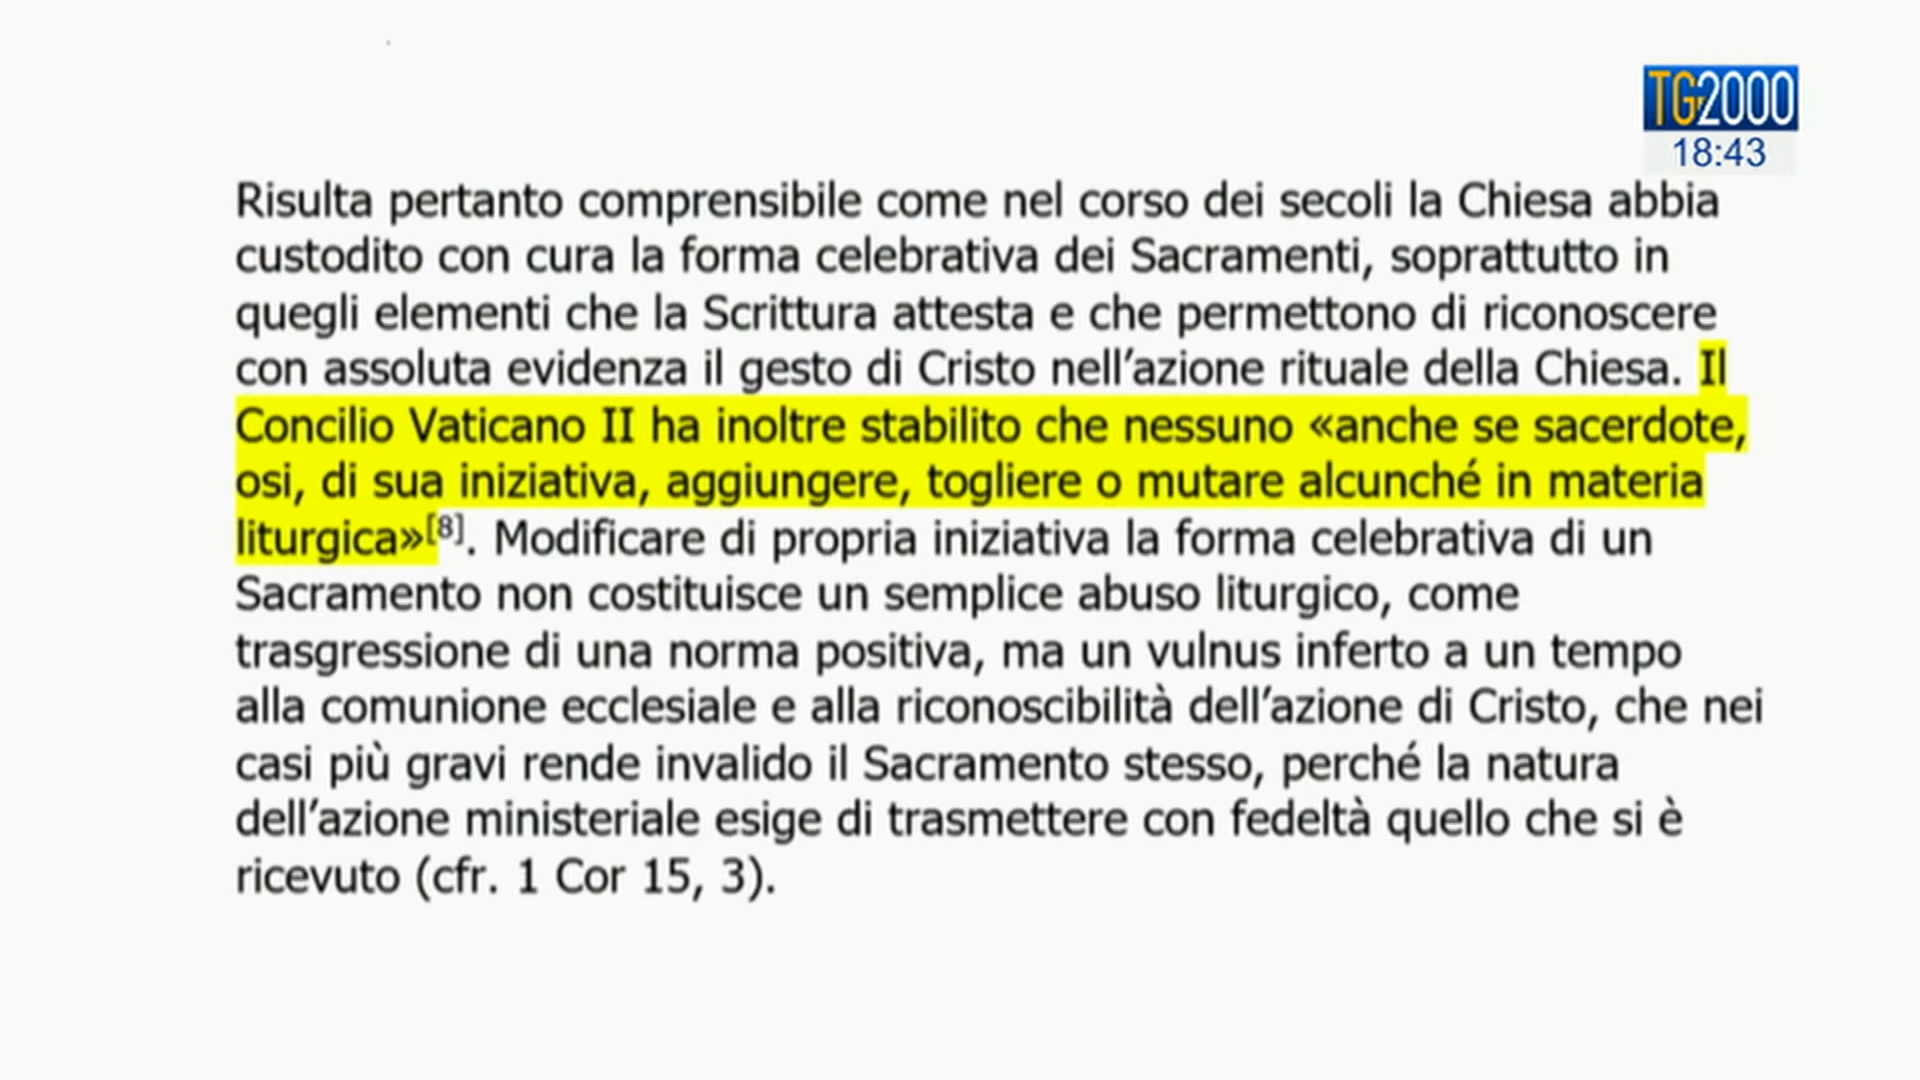 TG2000
18:43
Risulta pertanto comprensibile come nel corso dei secoli la Chiesa abbia
custodito con cura la forma celebrativa dei Sacramenti, soprattutto in
quegli elementi che la Scrittura attesta e che permettono di riconoscere
con assoluta evidenza il gesto di Cristo nell’azione rituale della Chiesa. Il
Concilio Vaticano II ha inoltre stabilito che nessuno «anche se sacerdote,
osi, di sua iniziativa, aggiungere, togliere o mutare alcunché in materia
liturgica»[8]. Modificare di propria iniziativa la forma celebrativa di un
Sacramento non costituisce un semplice abuso liturgico, come
trasgressione di una norma positiva, ma un vulnus inferto a un tempo
alla comunione ecclesiale e alla riconoscibilità dell’azione di Cristo, che nei
casi più gravi rende invalido il Sacramento stesso, perché la natura
dell’azione ministeriale esige di trasmettere con fedeltà quello che si è
ricevuto (cfr. 1 Cor 15, 3).